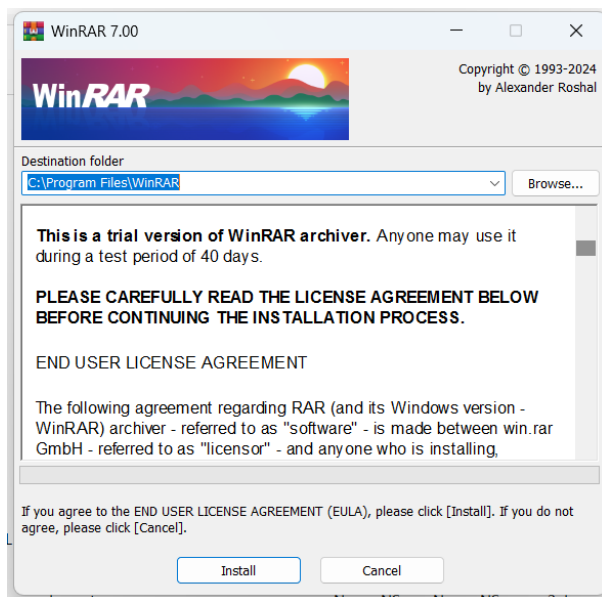 WinRAR 7.00
WinRAR
Copyright © 1993-2024
by Alexander Roshal
Destination folder
C:\Program Files\WinRAR
Browse...
This is a trial version of WinRAR archiver. Anyone may use it
during a test period of 40 days.
PLEASE CAREFULLY READ THE LICENSE AGREEMENT BELOW
BEFORE CONTINUING THE INSTALLATION PROCESS.
END USER LICENSE AGREEMENT
The following agreement regarding RAR (and its Windows version -
WinRAR) archiver - referred to as "software" - is made between win.rar
GmbH - referred to as "licensor" - and anyone who is installing,
If you agree to the END USER LICENSE AGREEMENT (EULA), please click [Install]. If you do not
agree, please click [Cancel].
Install
Cancel